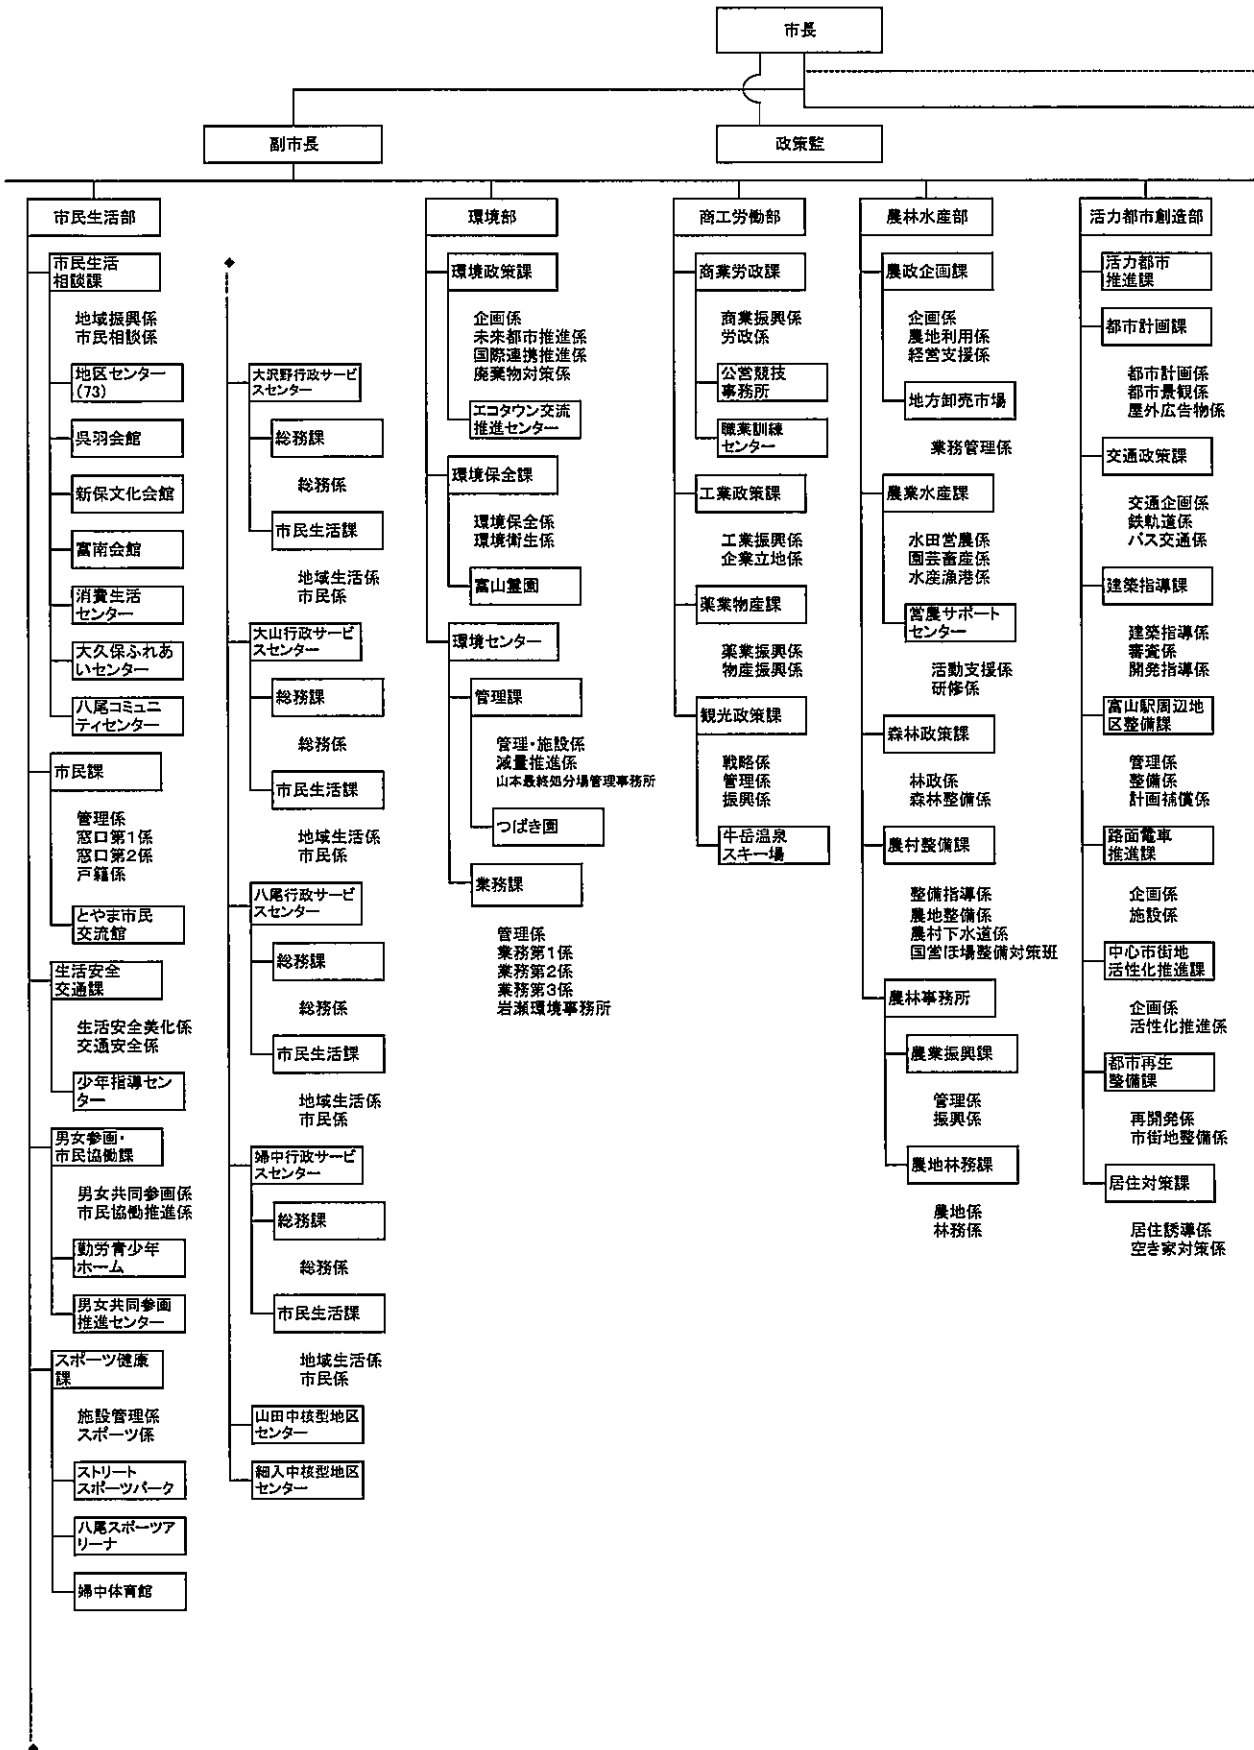 市長
副市長
政策監
市民生活部
市民生活
相談課
地域振興係
市民相談係
地区センター
(73)
呉羽会館
新保文化会館
富南会館
消費生活
センター
大久保ふれあ
いセンター
八尾コミュニ
ティセンター
市民課
管理係
窓口第1係
窓口第2係
戸籍係
とやま市民
交流館
生活安全
交通課
生活安全美化係
交通安全係
少年指導セン
ター
男女参画・
市民協働課
男女共同参画係
市民協働推進係
勤労青少年
ホーム
男女共同参画
推進センター
スポーツ健康
課
施設管理係
スポーツ係
ストリート
スポーツパーク
八尾スポーツア
リーナ
婦中体育館
大沢野行政サービ
スセンター
総務課
総務係
市民生活課
地域生活係
市民係
大山行政サービ
スセンター
総務課
総務係
市民生活課
地域生活係
市民係
八尾行政サービ
スセンター
総務課
総務係
市民生活課
地域生活係
市民係
婦中行政サービ
スセンター
総務課
総務係
市民生活課
地域生活係
市民係
山田中核型地区
センター
細入中核型地区
センター
環境部
環境政策課
企画係
未来都市推進係
国際連携推進係
廃棄物対策係
エコタウン交流
推進センター
環境保全課
環境保全係
環境衛生係
富山霊園
環境センター
管理課
管理・施設係
減量推進係
山本最終処分場管理事務所
つばき園
業務課
管理係
業務第1係
業務第2係
業務第3係
岩瀬環境事務所
商工労働部
商業労政課
商業振興係
労政係
公営競技
事務所
職業訓練
センター
工業政策課
工業振興係
企業立地係
薬業物産課
薬業振興係
物産振興係
観光政策課
戦略係
管理係
振興係
牛岳温泉
スキー場
農林水産部
農政企画課
企画係
農地利用係
経営支援係
地方卸売市場
業務管理係
農業水産課
水田営農係
園芸畜産係
水産漁港係
営農サポート
センター
活動支援係
研修係
森林政策課
林政係
森林整備係
農村整備課
整備指導係
農地整備係
農村下水道係
国営ほ場整備対策班
農林事務所
農業振興課
管理係
振興係
農地林務課
農地係
林務係
活力都市創造部
活力都市
推進課
都市計画課
都市計画係
都市景観係
屋外広告物係
交通政策課
交通企画係
鉄軌道係
バス交通係
建築指導課
建築指導係
審査係
開発指導係
富山駅周辺地
区整備課
管理係
整備係
計画補償係
路面電車
推進課
企画係
施設係
中心市街地
活性化推進課
企画係
活性化推進係
都市再生
整備課
再開発係
市街地整備係
居住対策課
居住誘導係
空き家対策係